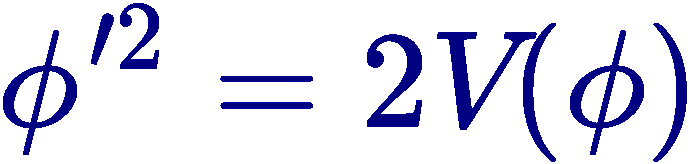 ϕ′² = 2V(ϕ)